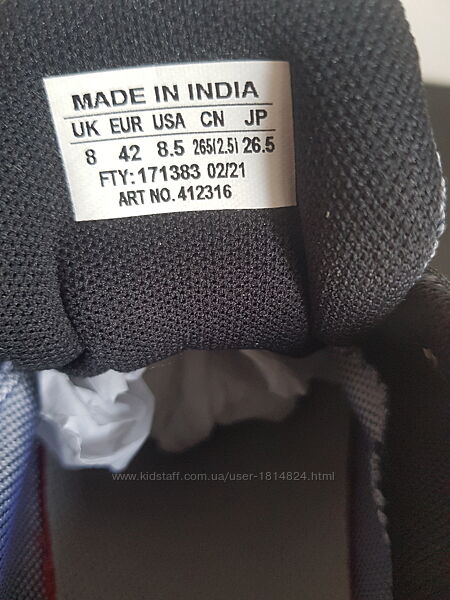 MADE IN INDIA
UK EUR USA CN JP
8 42 8.5 265(2.5) 26.5
FTY:171383 02/21
ART NO.412316
www.kidstaff.com.ua/user-1814824.html